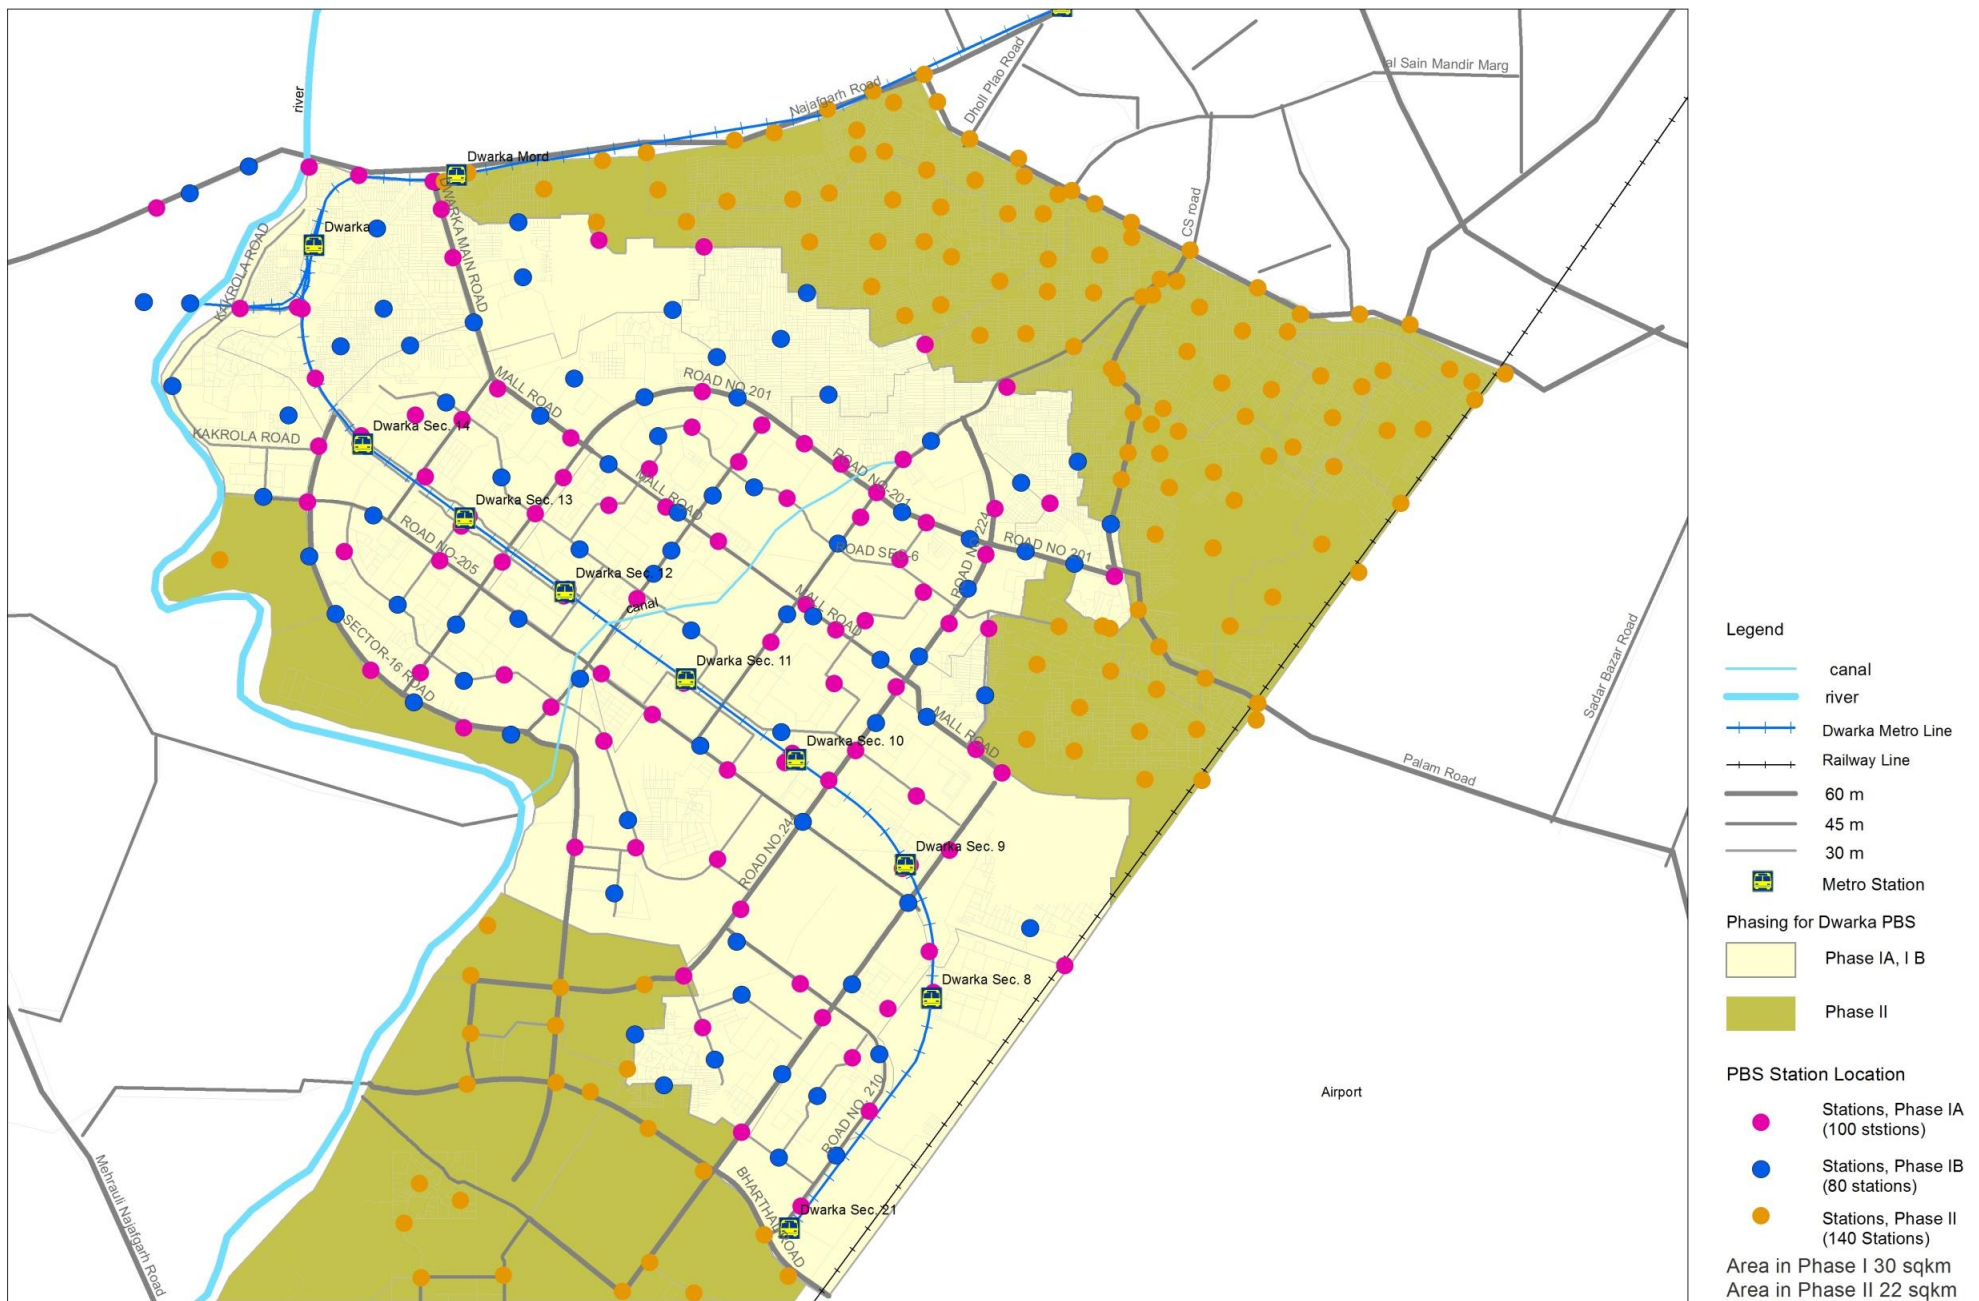 al Sain Mandir Marg
Dholl Plao Road
Najafgarh Road
river
Dwarka Mord
CS road
Dwarka
DWARKA MAIN ROAD
KAKROLA ROAD
MALL ROAD
ROAD NO.201
Dwarka Sec. 14
KAKROLA ROAD
ROAD NO-201
MALL ROAD
Dwarka Sec. 13
ROAD NO-205
ROAD SEC-6
ROAD NO 201
ROAD NO 224
Dwarka Sec. 12
canal
MALL ROAD
SECTOR-16 ROAD
Dwarka Sec. 11
MALL ROAD
Dwarka Sec. 10
Sadar Bazar Road
Palam Road
ROAD NO.224
Dwarka Sec. 9
Dwarka Sec. 8
Airport
ROAD NO. 210
Mehrauli Najafgarh Road
BHARTHAL ROAD
Dwarka Sec. 21
Legend
canal
river
Dwarka Metro Line
Railway Line
60 m
45 m
30 m
Metro Station
Phasing for Dwarka PBS
Phase IA, I B
Phase II
PBS Station Location
Stations, Phase IA
(100 ststions)
Stations, Phase IB
(80 stations)
Stations, Phase II
(140 Stations)
Area in Phase I 30 sqkm
Area in Phase II 22 sqkm